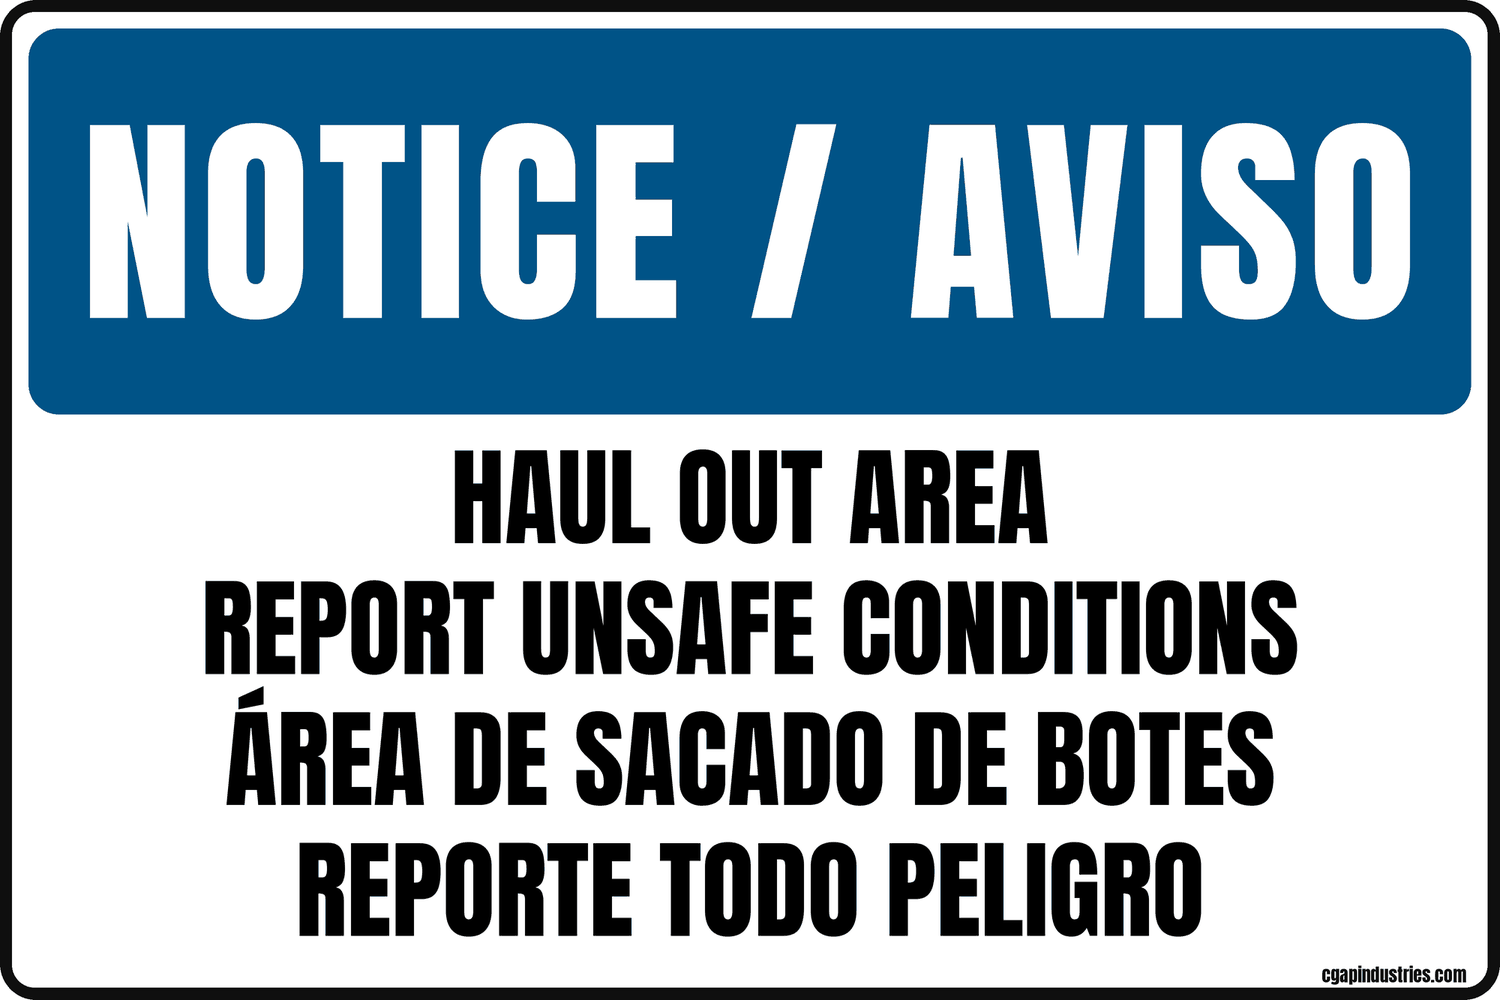 NOTICE / AVISO
HAUL OUT AREA
REPORT UNSAFE CONDITIONS
ÁREA DE SACADO DE BOTES
REPORTE TODO PELIGRO
cgapindustries.com